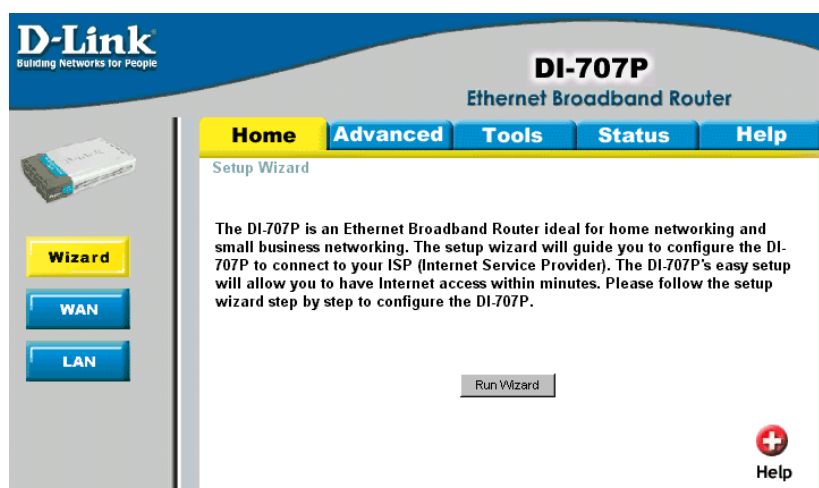 D-Link
Building Networks for People
DI-707P
Ethernet Broadband Router
Home
Advanced
Tools
Status
Help
Setup Wizard
The DI-707P is an Ethernet Broadband Router ideal for home networking and
small business networking. The setup wizard will guide you to configure the DI-
707P to connect to your ISP (Internet Service Provider). The DI-707P's easy setup
will allow you to have Internet access within minutes. Please follow the setup
wizard step by step to configure the DI-707P.
Wizard
WAN
LAN
Run Wizard
Help